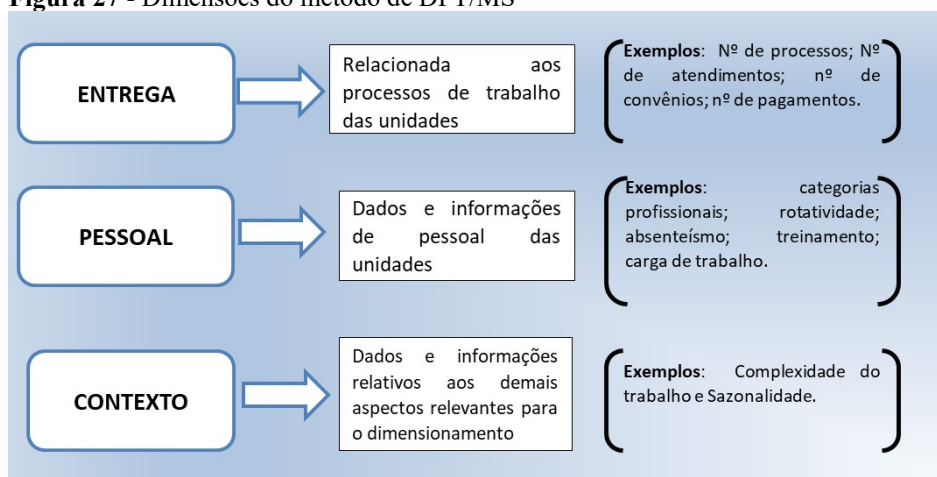 Figura 27 - Dimensões do método de DFT/MS
ENTREGA
Relacionada aos
processos de trabalho
das unidades
Exemplos: Nº de processos; Nº
de atendimentos; nº de
convênios; nº de pagamentos.
PESSOAL
Dados e informações
de pessoal das
unidades
Exemplos: categorias
profissionais; rotatividade;
absenteísmo; treinamento;
carga de trabalho.
CONTEXTO
Dados e informações
relativos aos demais
aspectos relevantes para
o dimensionamento
Exemplos: Complexidade do
trabalho e Sazonalidade.